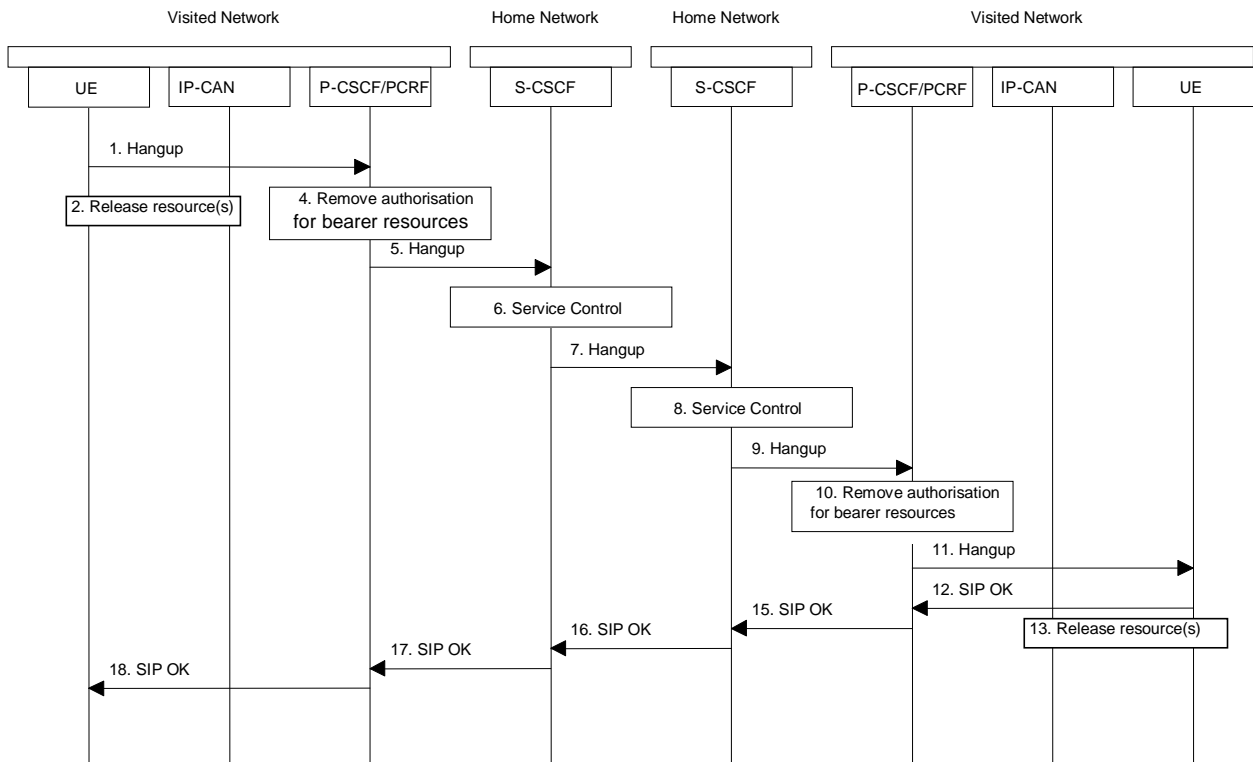 Visited Network
Home Network
Home Network
Visited Network
UE
IP-CAN
P-CSCF/PCRF
S-CSCF
S-CSCF
P-CSCF/PCRF
IP-CAN
UE
1. Hangup
2. Release resource(s)
4. Remove authorisation
for bearer resources
5. Hangup
6. Service Control
7. Hangup
8. Service Control
9. Hangup
10. Remove authorisation
for bearer resources
11. Hangup
12. SIP OK
13. Release resource(s)
15. SIP OK
16. SIP OK
17. SIP OK
18. SIP OK